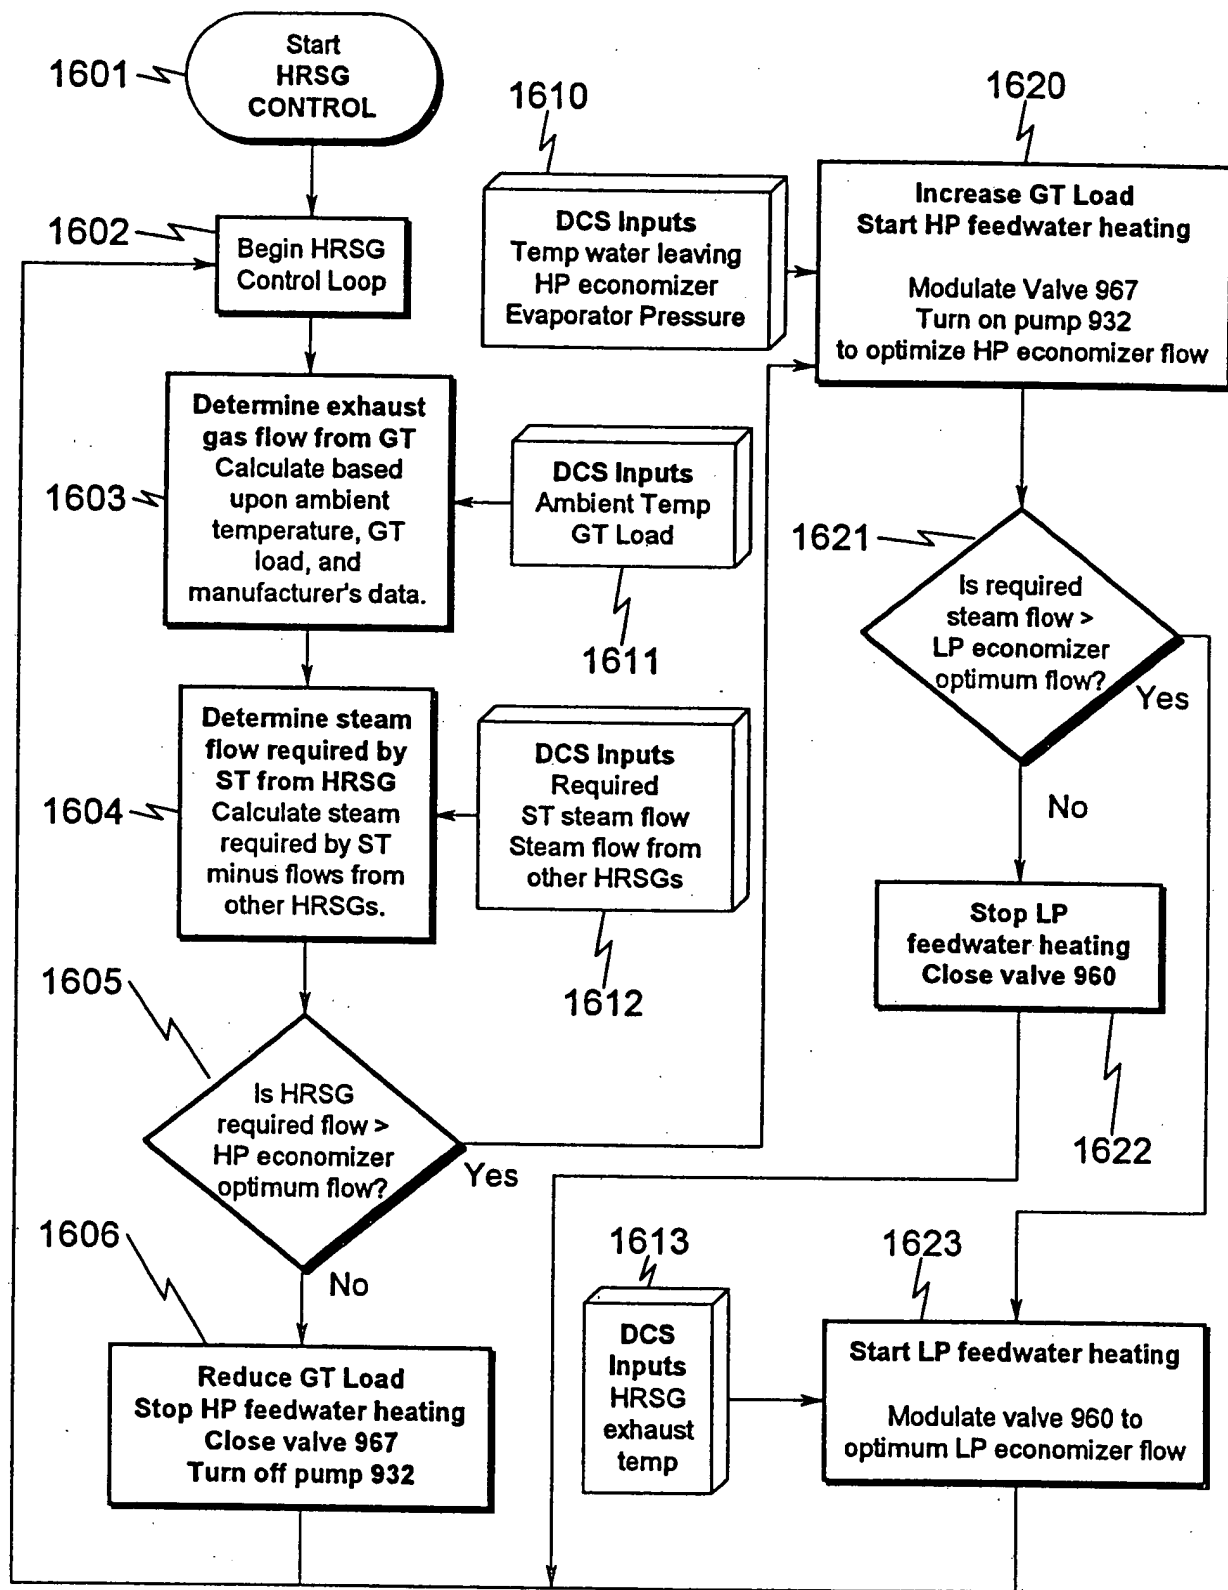 1601
Start
HRSG
CONTROL
1602
Begin HRSG
Control Loop
1603
Determine exhaust
gas flow from GT
Calculate based
upon ambient
temperature, GT
load, and
manufacturer's data.
DCS Inputs
Ambient Temp
GT Load
1611
1604
Determine steam
flow required by
ST from HRSG
Calculate steam
required by ST
minus flows from
other HRSGs.
DCS Inputs
Required
ST steam flow
Steam flow from
other HRSGs
1612
1605
Is HRSG
required flow >
HP economizer
optimum flow?
Yes
No
1606
Reduce GT Load
Stop HP feedwater heating
Close valve 967
Turn off pump 932
1610
DCS Inputs
Temp water leaving
HP economizer
Evaporator Pressure
1620
Increase GT Load
Start HP feedwater heating
Modulate Valve 967
Turn on pump 932
to optimize HP economizer flow
1621
Is required
steam flow >
LP economizer
optimum flow?
Yes
No
Stop LP
feedwater heating
Close valve 960
1622
1613
DCS
Inputs
HRSG
exhaust
temp
1623
Start LP feedwater heating
Modulate valve 960 to
optimum LP economizer flow